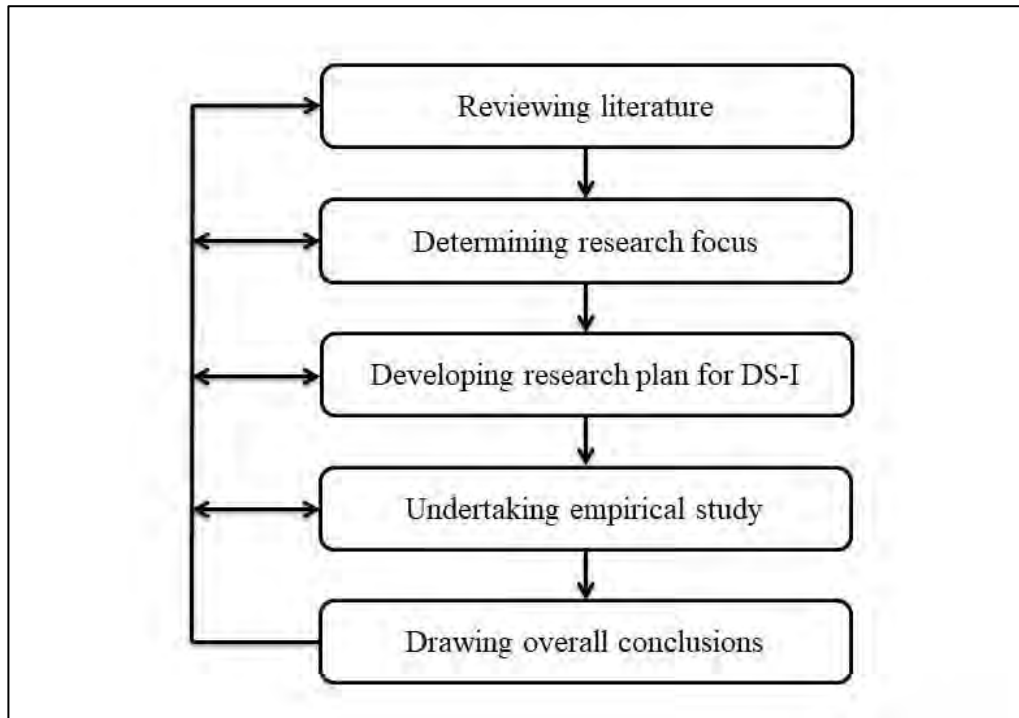 Reviewing literature
Determining research focus
Developing research plan for DS-I
Undertaking empirical study
Drawing overall conclusions